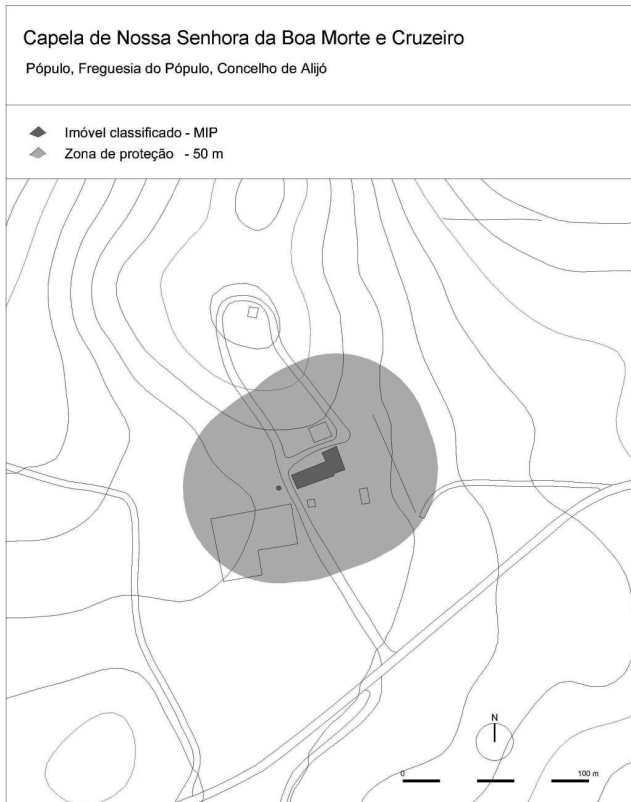 Capela de Nossa Senhora da Boa Morte e Cruzeiro
Pópulo, Freguesia do Pópulo, Concelho de Alijó
Imóvel classificado - MIP
Zona de proteção - 50 m
N
0 100 m